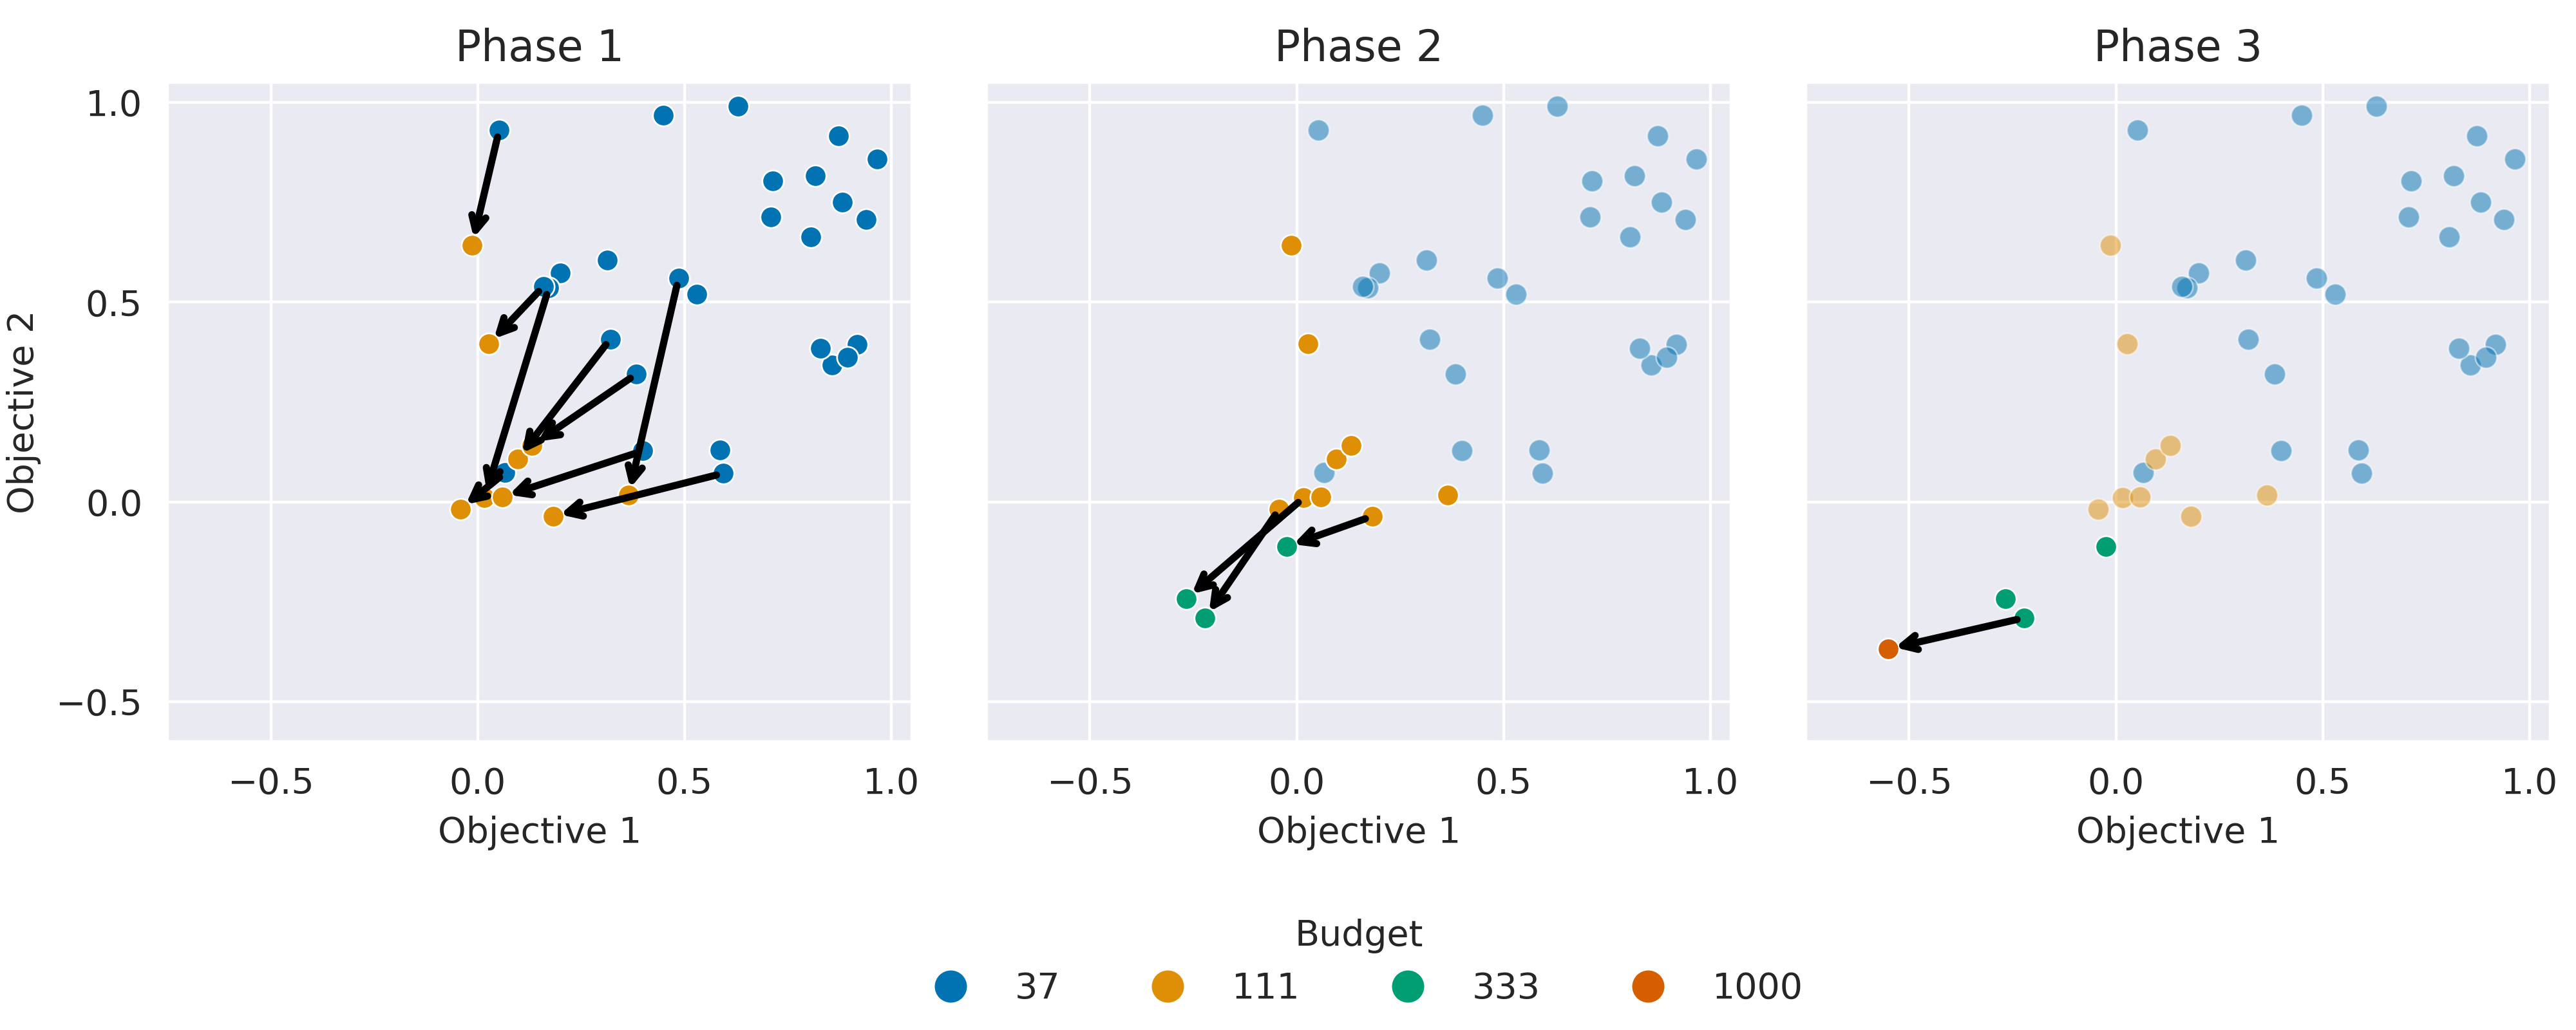 Phase 1
Phase 2
Phase 3
Objective 2
1.0
0.5
0.0
−0.5
−0.5 0.0 0.5 1.0
−0.5 0.0 0.5 1.0
−0.5 0.0 0.5 1.0
Objective 1
Objective 1
Objective 1
Budget
37 111 333 1000